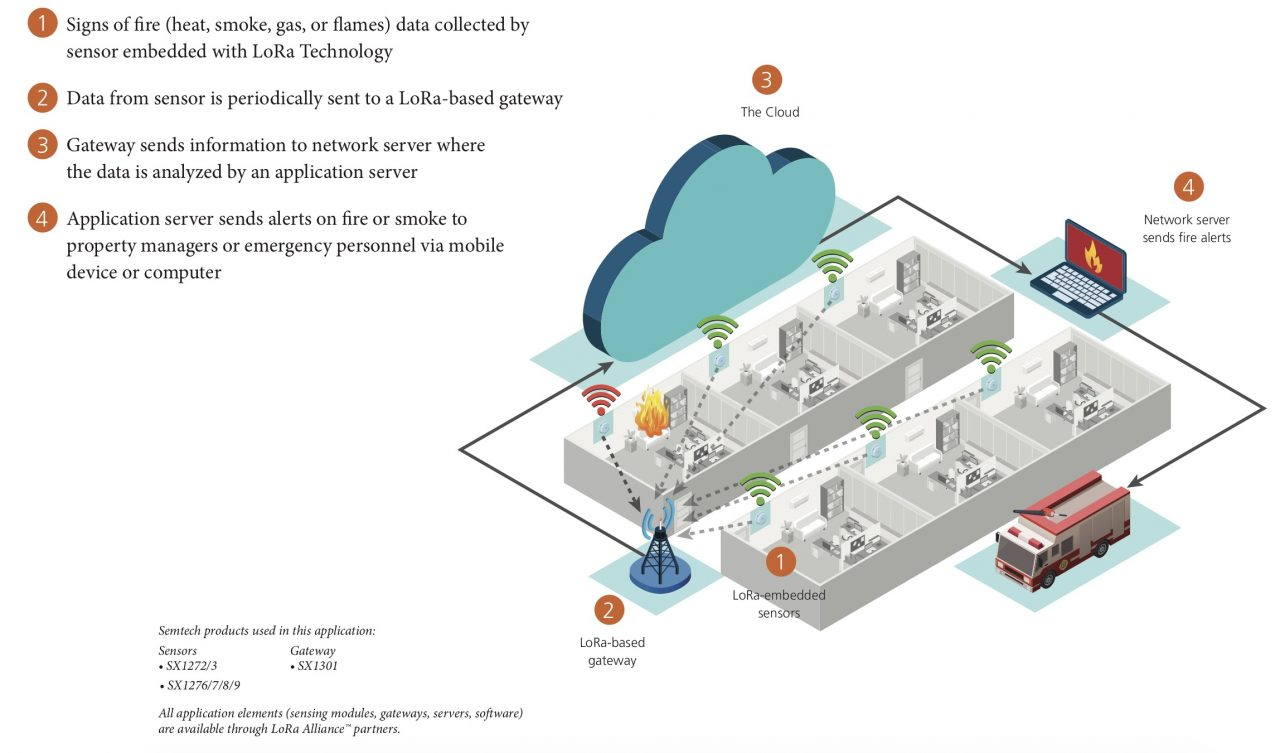 1 Signs of fire (heat, smoke, gas, or flames) data collected by
sensor embedded with LoRa Technology
2 Data from sensor is periodically sent to a LoRa-based gateway
3 Gateway sends information to network server where
the data is analyzed by an application server
4 Application server sends alerts on fire or smoke to
property managers or emergency personnel via mobile
device or computer
3
The Cloud
4
Network server
sends fire alerts
1
LoRa-embedded
sensors
2
LoRa-based
gateway
Semtech products used in this application:
Sensors
• SX1272/3
• SX1276/7/8/9
Gateway
• SX1301
All application elements (sensing modules, gateways, servers, software)
are available through LoRa Alliance™ partners.